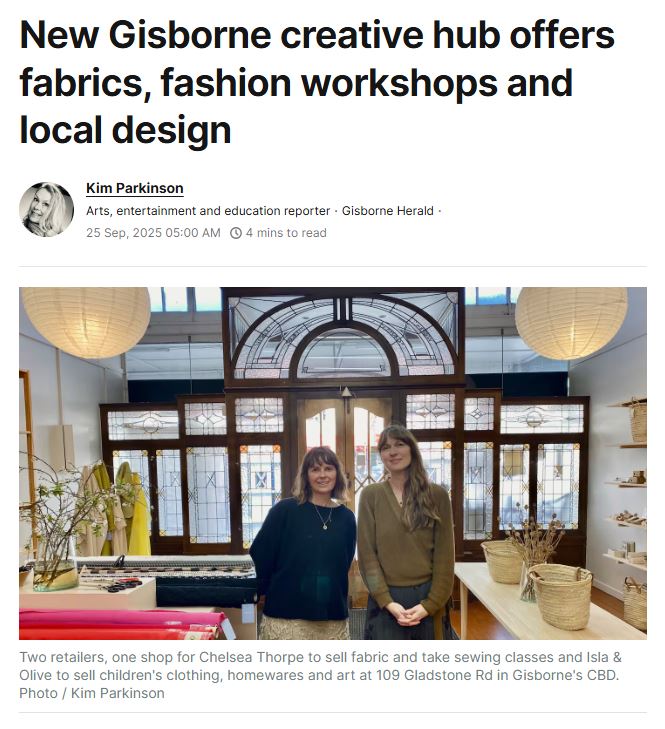 New Gisborne creative hub offers
fabrics, fashion workshops and
local design
Kim Parkinson
Arts, entertainment and education reporter · Gisborne Herald ·
25 Sep, 2025 05:00 AM 4 mins to read
Two retailers, one shop for Chelsea Thorpe to sell fabric and take sewing classes and Isla &
Olive to sell children's clothing, homewares and art at 109 Gladstone Rd in Gisborne's CBD.
Photo / Kim Parkinson